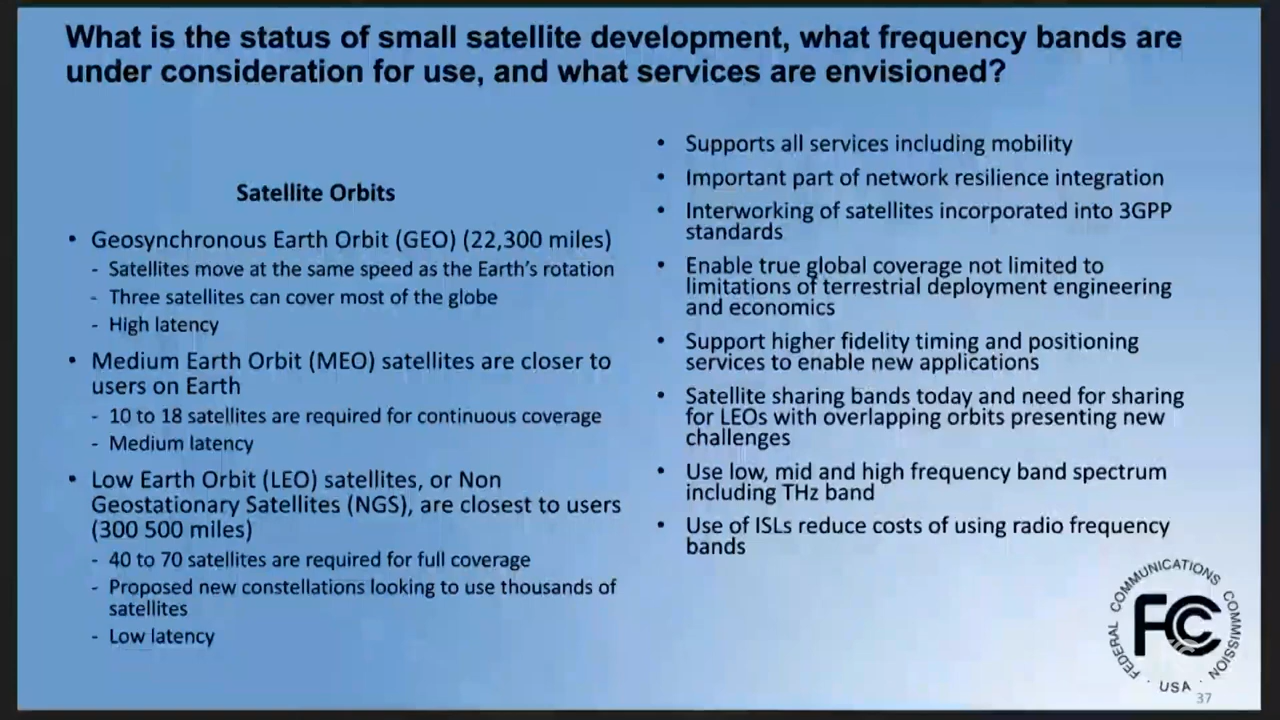 What is the status of small satellite development, what frequency bands are
under consideration for use, and what services are envisioned?
Satellite Orbits
• Geosynchronous Earth Orbit (GEO) (22,300 miles)
- Satellites move at the same speed as the Earth's rotation
- Three satellites can cover most of the globe
- High latency
• Medium Earth Orbit (MEO) satellites are closer to
users on Earth
- 10 to 18 satellites are required for continuous coverage
- Medium latency
• Low Earth Orbit (LEO) satellites, or Non
Geostationary Satellites (NGS), are closest to users
(300 500 miles)
- 40 to 70 satellites are required for full coverage
- Proposed new constellations looking to use thousands of
satellites
- Low latency
• Supports all services including mobility
• Important part of network resilience integration
• Interworking of satellites incorporated into 3GPP
standards
• Enable true global coverage not limited to
limitations of terrestrial deployment engineering
and economics
• Support higher fidelity timing and positioning
services to enable new applications
• Satellite sharing bands today and need for sharing
for LEOs with overlapping orbits presenting new
challenges
• Use low, mid and high frequency band spectrum
including THz band
• Use of ISLs reduce costs of using radio frequency
bands
FEDERAL COMMUNICATIONS COMMISSION
FCC
· USA ·
37